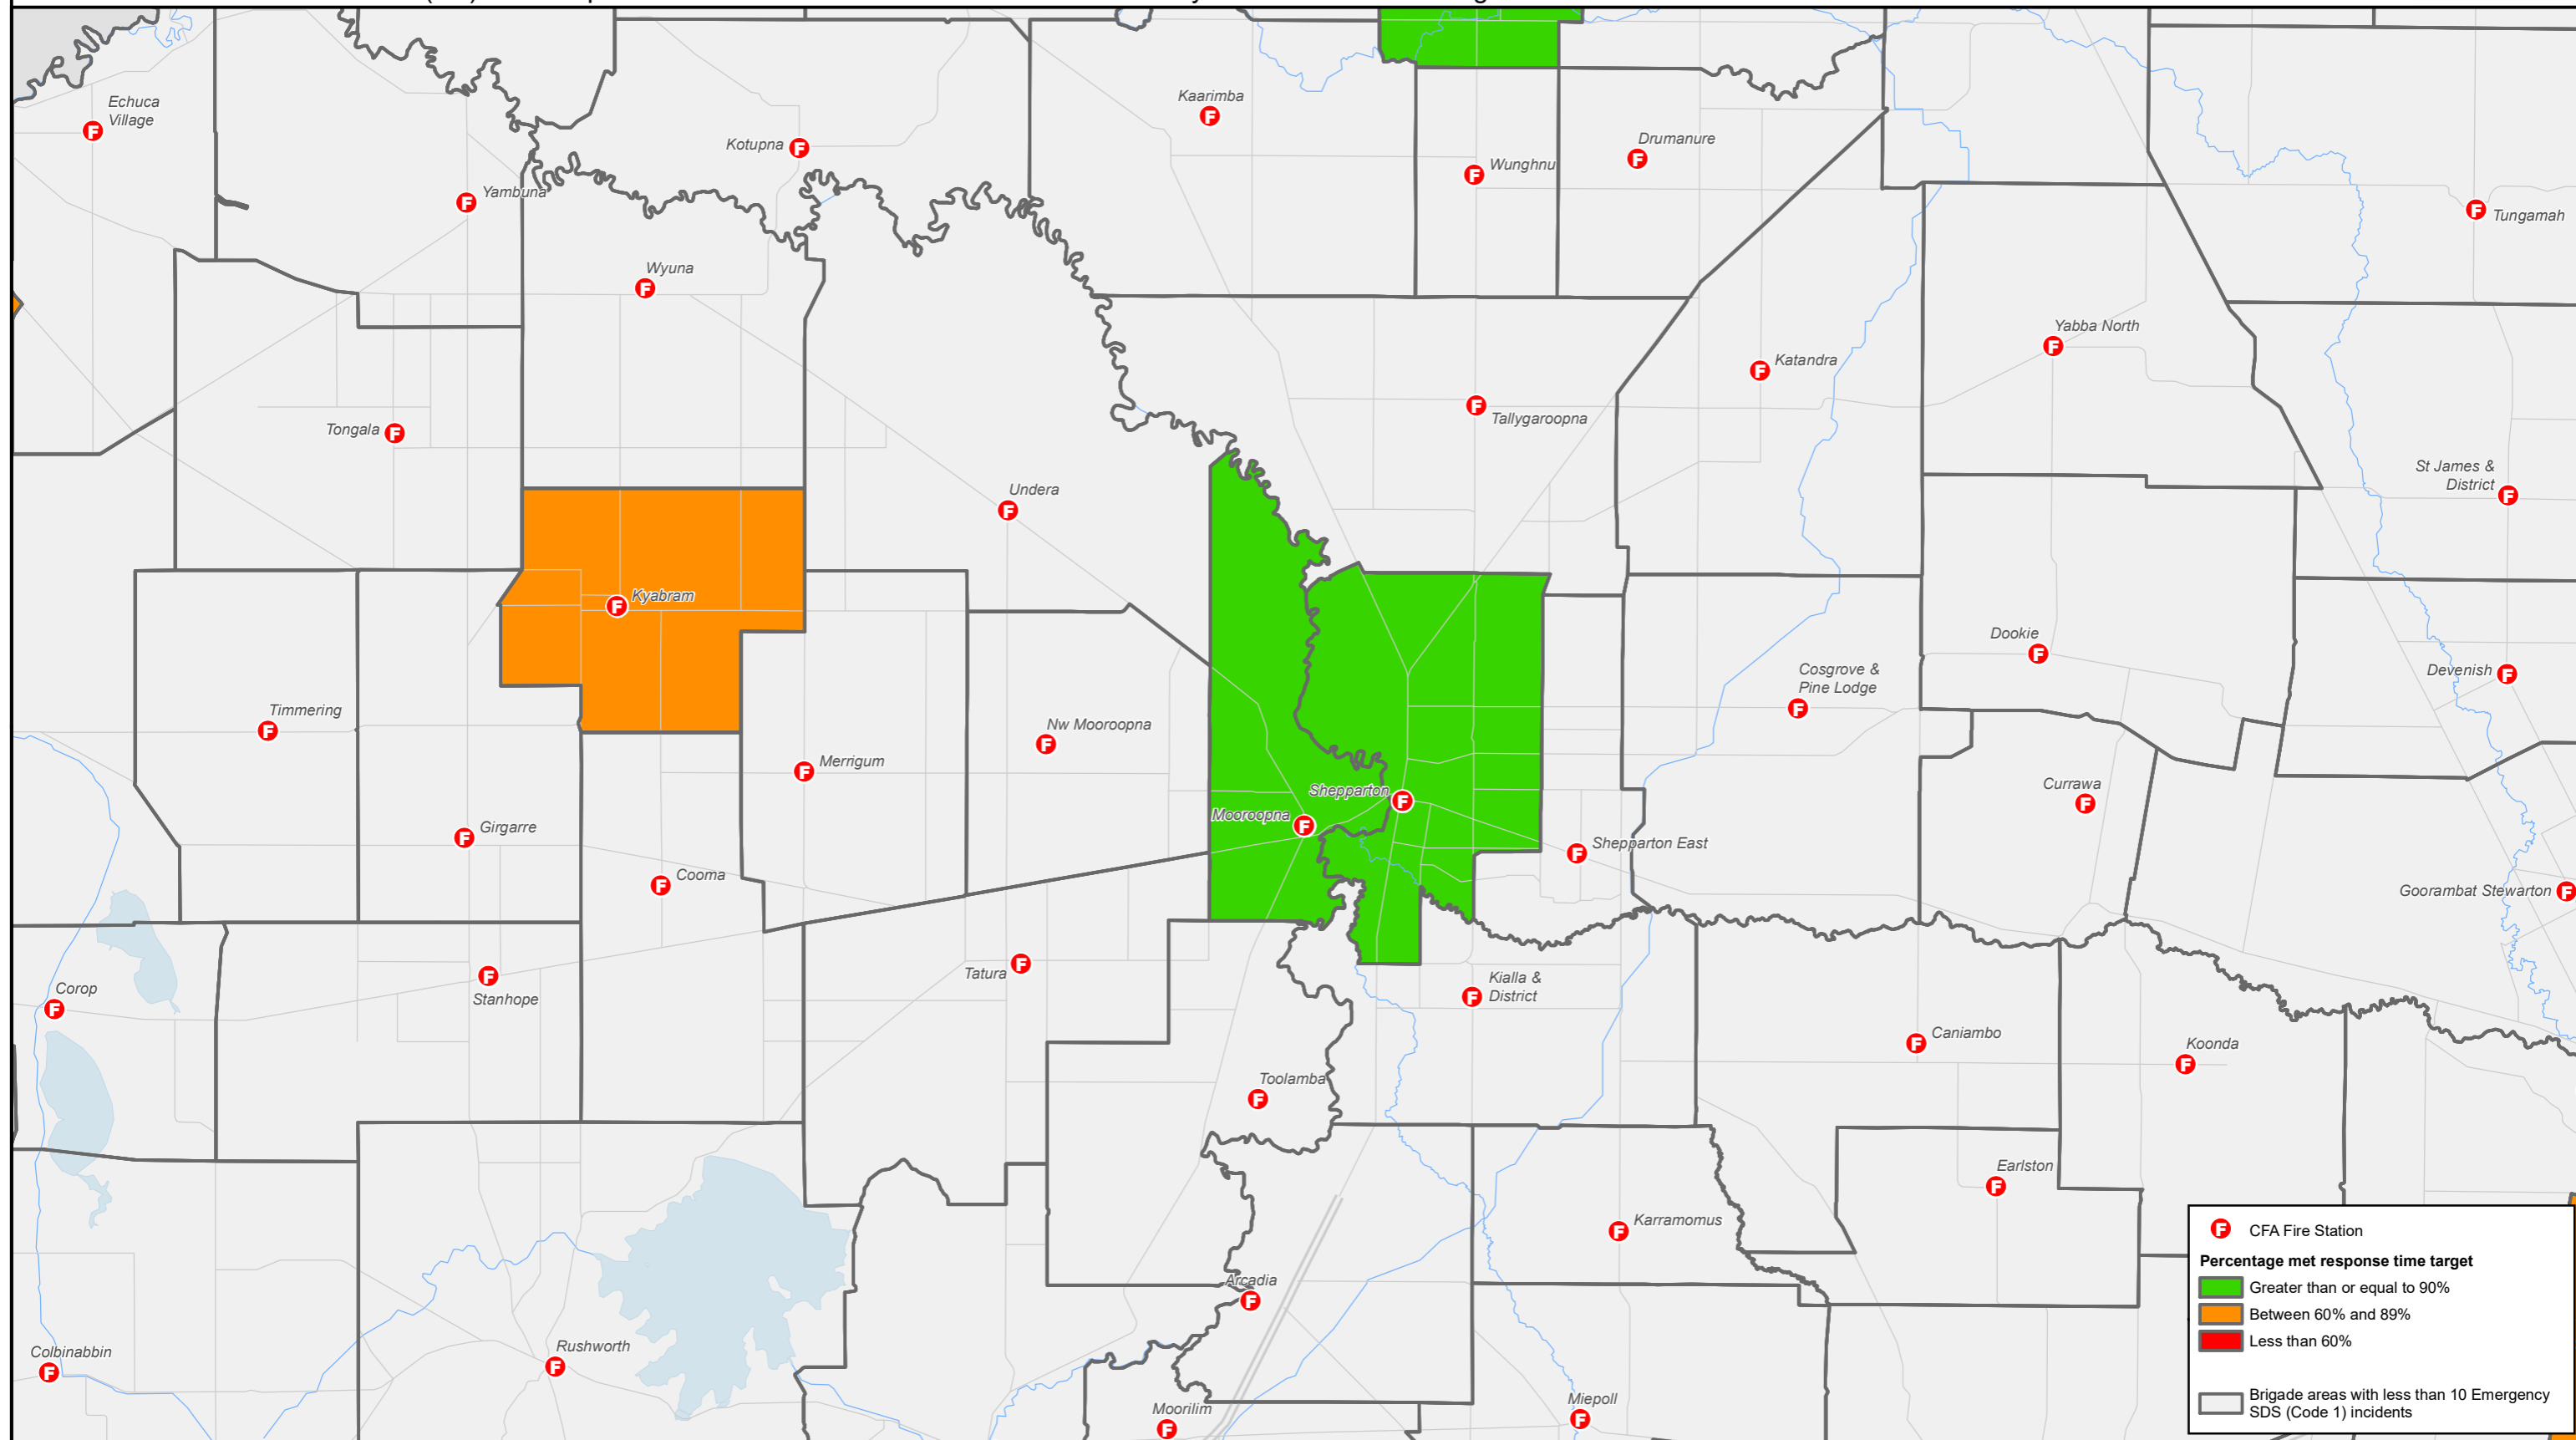 Echuca
Village
Kaarimba
Kotupna
Drumanure
Wunghnu
Yambuna
Tungamah
Wyuna
Yabba North
Katandra
Tallygaroopna
Tongala
St James &
District
Undera
Kyabram
Dookie
Cosgrove &
Pine Lodge
Devenish
Timmering
Nw Mooroopna
Merrigum
Shepparton
Currawa
Mooroopna
Girgarre
Shepparton East
Cooma
Goorambat Stewarton
Tatura
Kialla &
District
Corop
Stanhope
Caniambo
Koonda
Toolamba
Earlston
Karramomus
Arcadia
Rushworth
Colbinabbin
Miepoll
Moorilim
CFA Fire Station
Percentage met response time target
Greater than or equal to 90%
Between 60% and 89%
Less than 60%
Brigade areas with less than 10 Emergency
SDS (Code 1) incidents